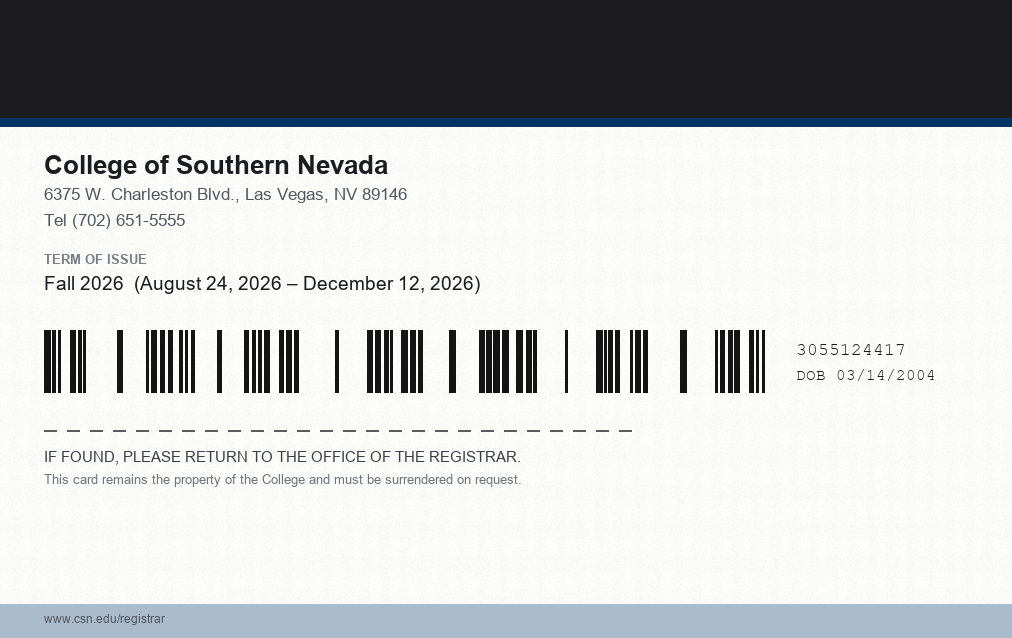 College of Southern Nevada
6375 W. Charleston Blvd., Las Vegas, NV 89146
Tel (702) 651-5555
TERM OF ISSUE
Fall 2026 (August 24, 2026 – December 12, 2026)
3055124417
DOB 03/14/2004
IF FOUND, PLEASE RETURN TO THE OFFICE OF THE REGISTRAR.
This card remains the property of the College and must be surrendered on request.
www.csn.edu/registrar